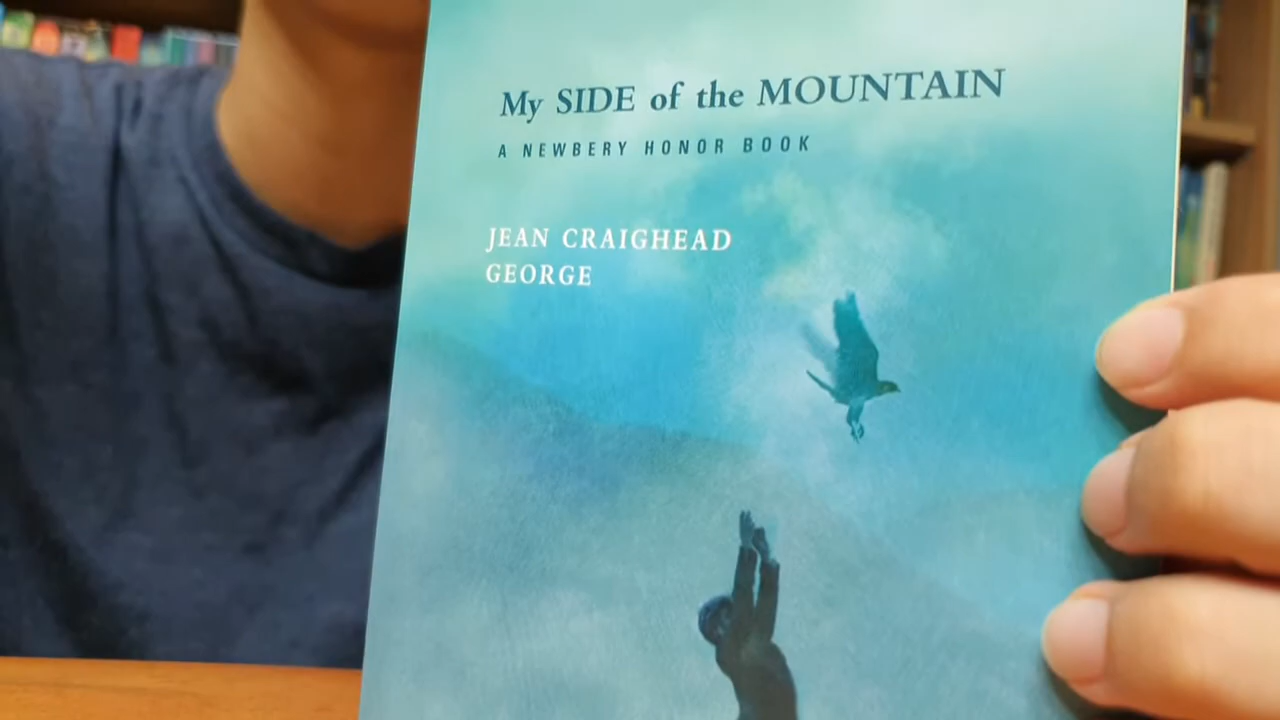 My SIDE of the MOUNTAIN
A NEWBERY HONOR BOOK
JEAN CRAIGHEAD
GEORGE